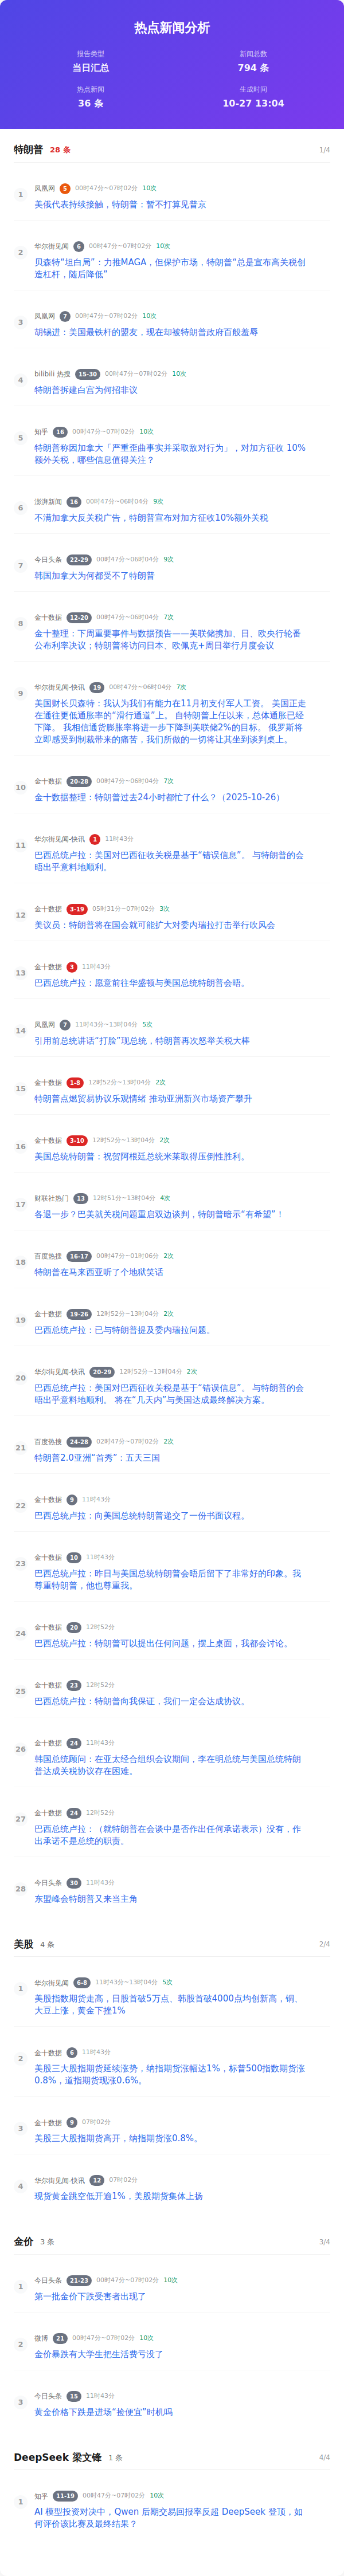 热点新闻分析
报告类型
新闻总数
当日汇总
794 条
热点新闻
生成时间
36 条
10-27 13:04
特朗普 28 条 1/4
1
凤凰网 5 00时47分~07时02分 10次
美俄代表持续接触，特朗普：暂不打算见普京
2
华尔街见闻 6 00时47分~07时02分 10次
贝森特“坦白局”：力推MAGA，但保护市场，特朗普“总是宣布高关税创
造杠杆，随后降低”
3
凤凰网 7 00时47分~07时02分 10次
胡锡进：美国最铁杆的盟友，现在却被特朗普政府百般羞辱
4
bilibili 热搜 15-30 00时47分~07时02分 10次
特朗普拆建白宫为何招非议
5
知乎 16 00时47分~07时02分 10次
特朗普称因加拿大「严重歪曲事实并采取敌对行为」，对加方征收 10%
额外关税，哪些信息值得关注？
6
澎湃新闻 16 00时47分~06时04分 9次
不满加拿大反关税广告，特朗普宣布对加方征收10%额外关税
7
今日头条 22-29 00时47分~06时04分 9次
韩国加拿大为何都受不了特朗普
8
金十数据 12-20 00时47分~06时04分 7次
金十整理：下周重要事件与数据预告——美联储携加、日、欧央行轮番
公布利率决议；特朗普将访问日本、欧佩克+周日举行月度会议
9
华尔街见闻-快讯 19 00时47分~06时04分 7次
美国财长贝森特：我认为我们有能力在11月初支付军人工资。 美国正走
在通往更低通胀率的“滑行通道”上。 自特朗普上任以来，总体通胀已经
下降。 我相信通货膨胀率将进一步下降到美联储2%的目标。 俄罗斯将
立即感受到制裁带来的痛苦，我们所做的一切将让其坐到谈判桌上。
10
金十数据 20-28 00时47分~06时04分 7次
金十数据整理：特朗普过去24小时都忙了什么？（2025-10-26）
11
华尔街见闻-快讯 1 11时43分
巴西总统卢拉：美国对巴西征收关税是基于“错误信息”。 与特朗普的会
晤出乎意料地顺利。
12
金十数据 3-19 05时31分~07时02分 3次
美议员：特朗普将在国会就可能扩大对委内瑞拉打击举行吹风会
13
金十数据 3 11时43分
巴西总统卢拉：愿意前往华盛顿与美国总统特朗普会晤。
14
凤凰网 7 11时43分~13时04分 5次
引用前总统讲话“打脸”现总统，特朗普再次怒举关税大棒
15
金十数据 1-8 12时52分~13时04分 2次
特朗普点燃贸易协议乐观情绪 推动亚洲新兴市场资产攀升
16
金十数据 3-10 12时52分~13时04分 2次
美国总统特朗普：祝贺阿根廷总统米莱取得压倒性胜利。
17
财联社热门 13 12时51分~13时04分 4次
各退一步？巴美就关税问题重启双边谈判，特朗普暗示“有希望”！
18
百度热搜 16-17 00时47分~01时06分 2次
特朗普在马来西亚听了个地狱笑话
19
金十数据 19-26 12时52分~13时04分 2次
巴西总统卢拉：已与特朗普提及委内瑞拉问题。
20
华尔街见闻-快讯 20-29 12时52分~13时04分 2次
巴西总统卢拉：美国对巴西征收关税是基于“错误信息”。 与特朗普的会
晤出乎意料地顺利。 将在“几天内”与美国达成最终解决方案。
21
百度热搜 24-28 02时47分~07时02分 2次
特朗普2.0亚洲“首秀”：五天三国
22
金十数据 9 11时43分
巴西总统卢拉：向美国总统特朗普递交了一份书面议程。
23
金十数据 10 11时43分
巴西总统卢拉：昨日与美国总统特朗普会晤后留下了非常好的印象。我
尊重特朗普，他也尊重我。
24
金十数据 20 12时52分
巴西总统卢拉：特朗普可以提出任何问题，摆上桌面，我都会讨论。
25
金十数据 23 12时52分
巴西总统卢拉：特朗普向我保证，我们一定会达成协议。
26
金十数据 24 11时43分
韩国总统顾问：在亚太经合组织会议期间，李在明总统与美国总统特朗
普达成关税协议存在困难。
27
金十数据 24 12时52分
巴西总统卢拉：（就特朗普在会谈中是否作出任何承诺表示）没有，作
出承诺不是总统的职责。
28
今日头条 30 11时43分
东盟峰会特朗普又来当主角
美股 4 条 2/4
1
华尔街见闻 6-8 11时43分~13时04分 5次
美股指数期货走高，日股首破5万点、韩股首破4000点均创新高，铜、
大豆上涨，黄金下挫1%
2
金十数据 6 11时43分
美股三大股指期货延续涨势，纳指期货涨幅达1%，标普500指数期货涨
0.8%，道指期货现涨0.6%。
3
金十数据 9 07时02分
美股三大股指期货高开，纳指期货涨0.8%。
4
华尔街见闻-快讯 12 07时02分
现货黄金跳空低开逾1%，美股期货集体上扬
金价 3 条 3/4
1
今日头条 21-23 00时47分~07时02分 10次
第一批金价下跌受害者出现了
2
微博 21 00时47分~07时02分 10次
金价暴跌有大学生把生活费亏没了
3
今日头条 15 11时43分
黄金价格下跌是进场“捡便宜”时机吗
DeepSeek 梁文锋 1 条 4/4
1
知乎 11-19 00时47分~07时02分 10次
AI 模型投资对决中，Qwen 后期交易回报率反超 DeepSeek 登顶，如
何评价该比赛及最终结果？